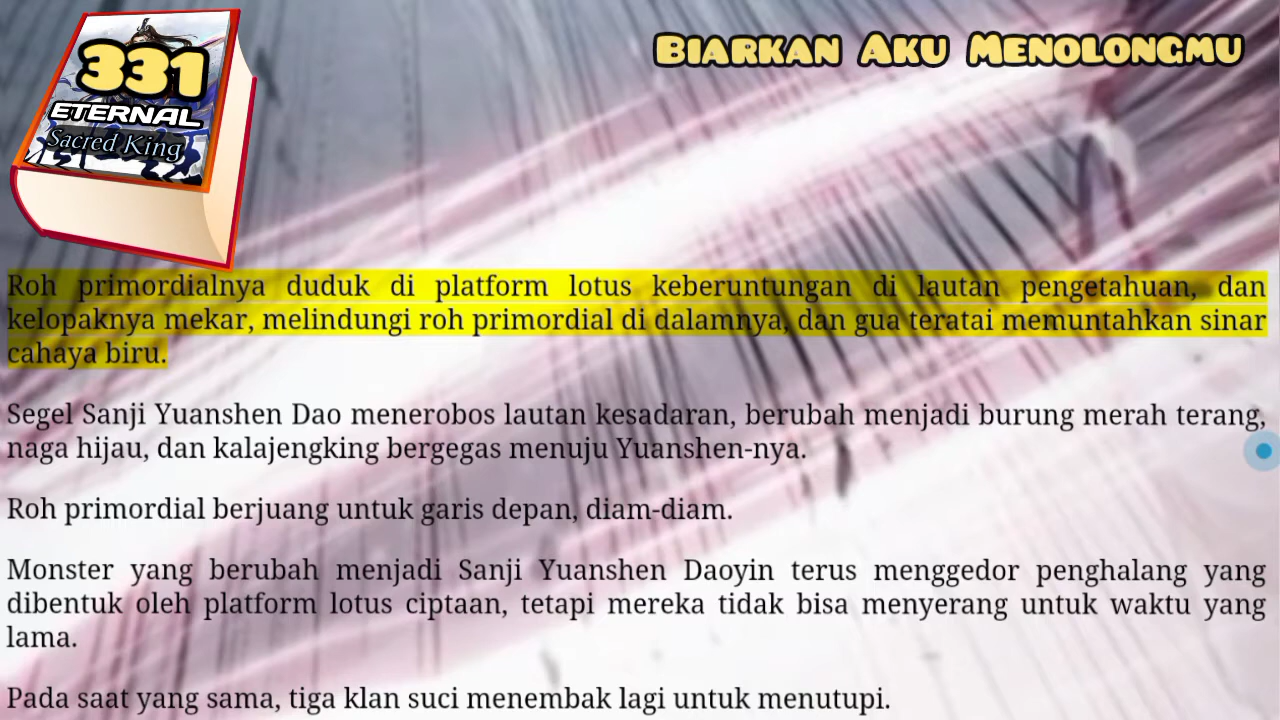 331
ETERNAL
Sacred King
Biarkan Aku Menolongmu
Roh primordialnya duduk di platform lotus keberuntungan di lautan pengetahuan, dan
kelopaknya mekar, melindungi roh primordial di dalamnya, dan gua teratai memuntahkan sinar
cahaya biru.
Segel Sanji Yuanshen Dao menerobos lautan kesadaran, berubah menjadi burung merah terang,
naga hijau, dan kalajengking bergegas menuju Yuanshen-nya.
Roh primordial berjuang untuk garis depan, diam-diam.
Monster yang berubah menjadi Sanji Yuanshen Daoyin terus menggedor penghalang yang
dibentuk oleh platform lotus ciptaan, tetapi mereka tidak bisa menyerang untuk waktu yang
lama.
Pada saat yang sama, tiga klan suci menembak lagi untuk menutupi.